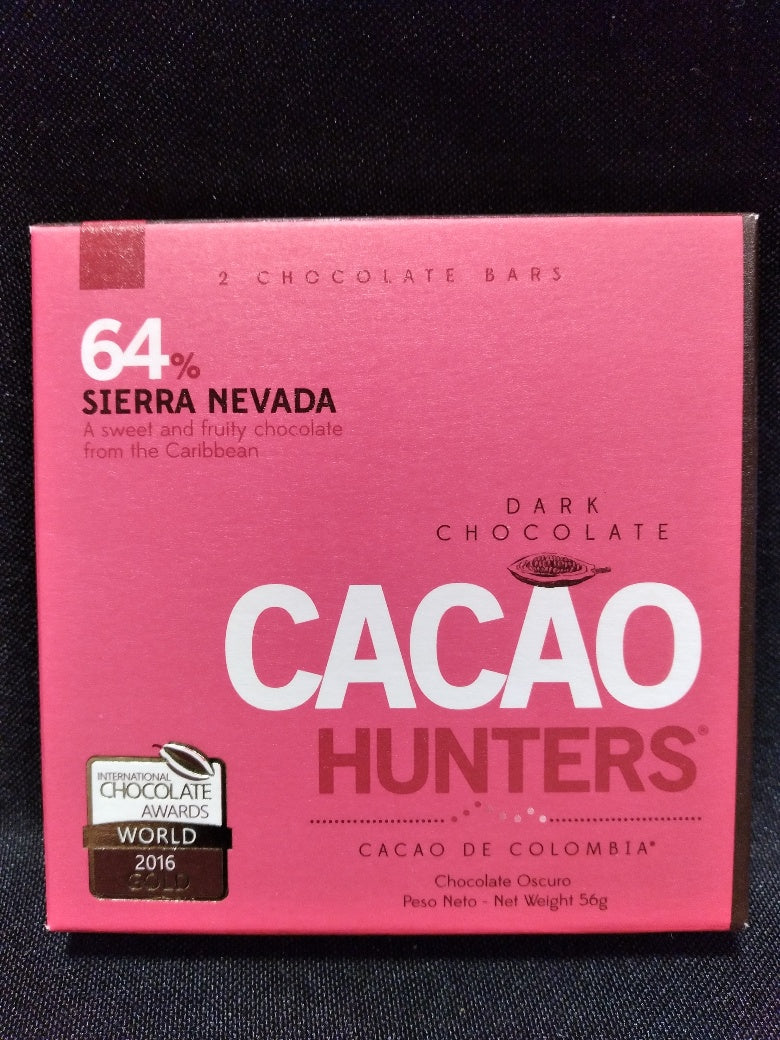 2 CHOCOLATE BARS
64%
SIERRA NEVADA
A sweet and fruity chocolate
from the Caribbean
DARK
CHOCOLATE
CACAO
HUNTERS®
CACAO DE COLOMBIA®
Chocolate Oscuro
Peso Neto - Net Weight 56g
INTERNATIONAL
CHOCOLATE
AWARDS
WORLD
2016
GOLD